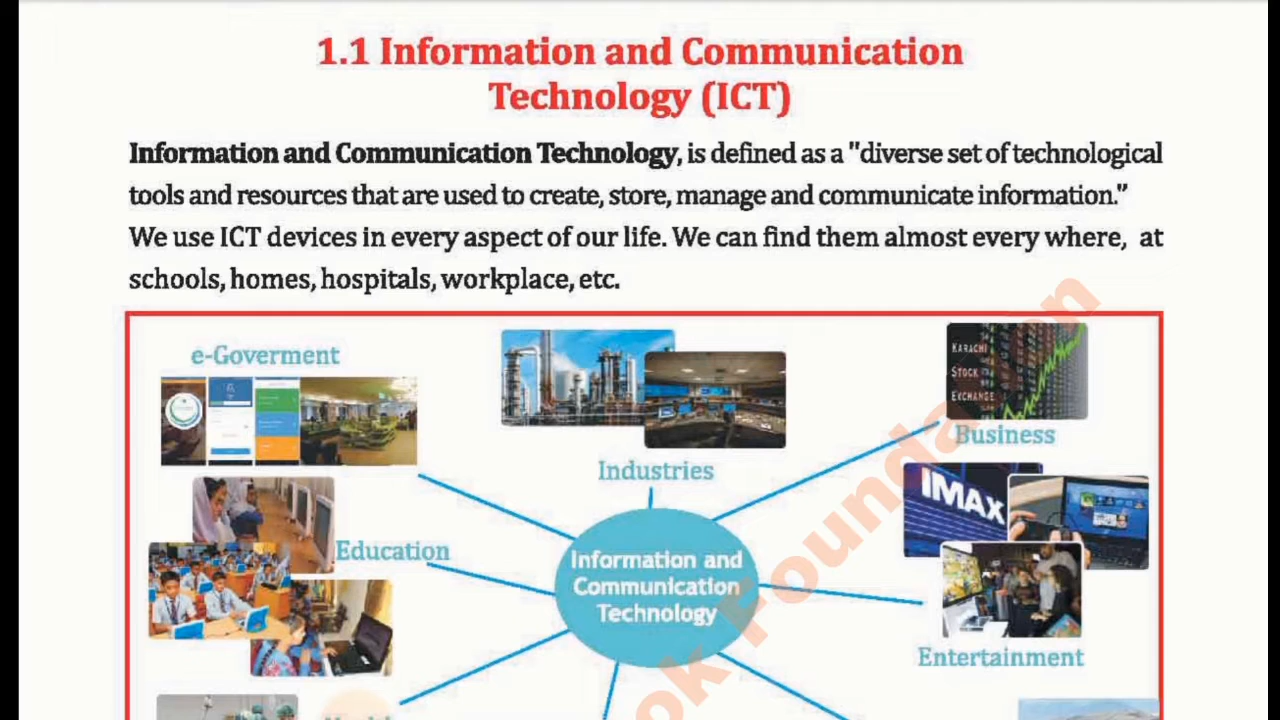 1.1 Information and Communication
Technology (ICT)
Information and Communication Technology, is defined as a "diverse set of technological
tools and resources that are used to create, store, manage and communicate information."
We use ICT devices in every aspect of our life. We can find them almost every where, at
schools, homes, hospitals, workplace, etc.
e-Goverment
Industries
KARACHI
STOCK
EXCHANGE
Business
IMAX
Education
Information and
Communication
Technology
Entertainment
ok Foundation